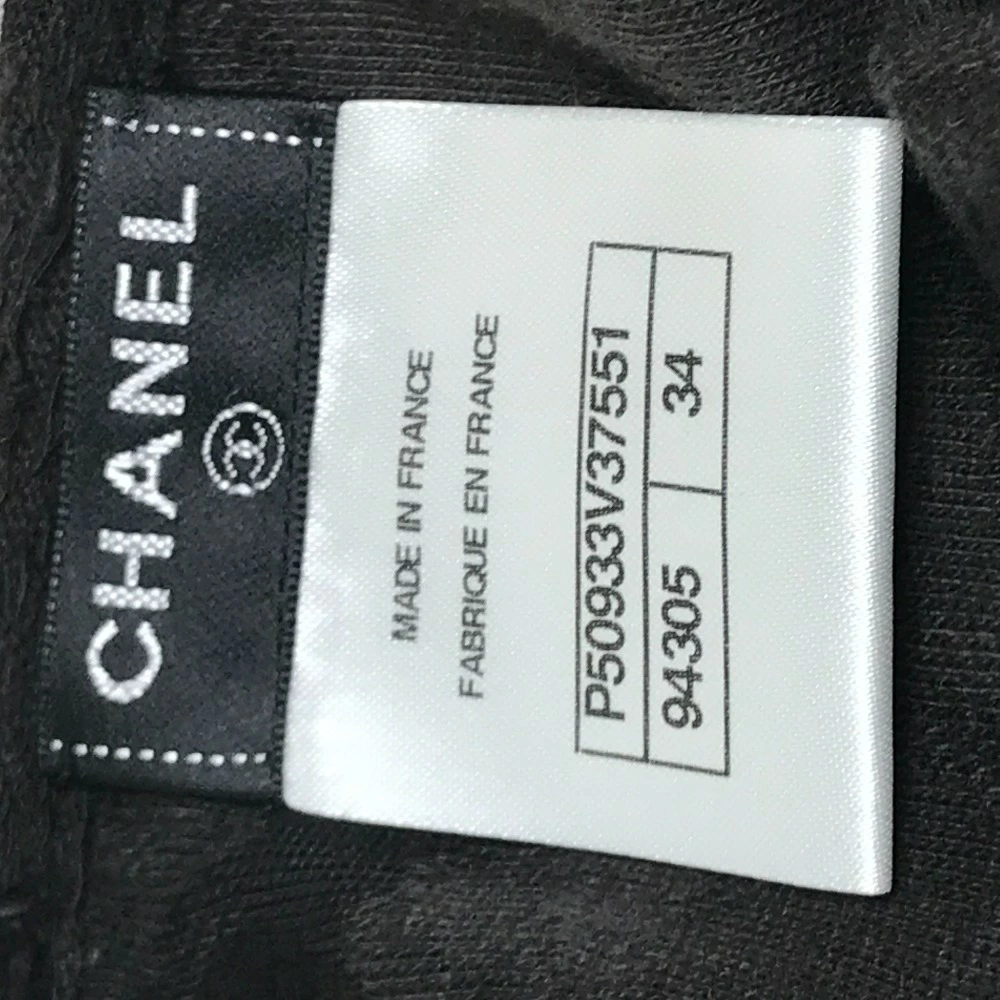 CHANEL
MADE IN FRANCE
FABRIQUE EN FRANCE
P50933V37551
94305 34